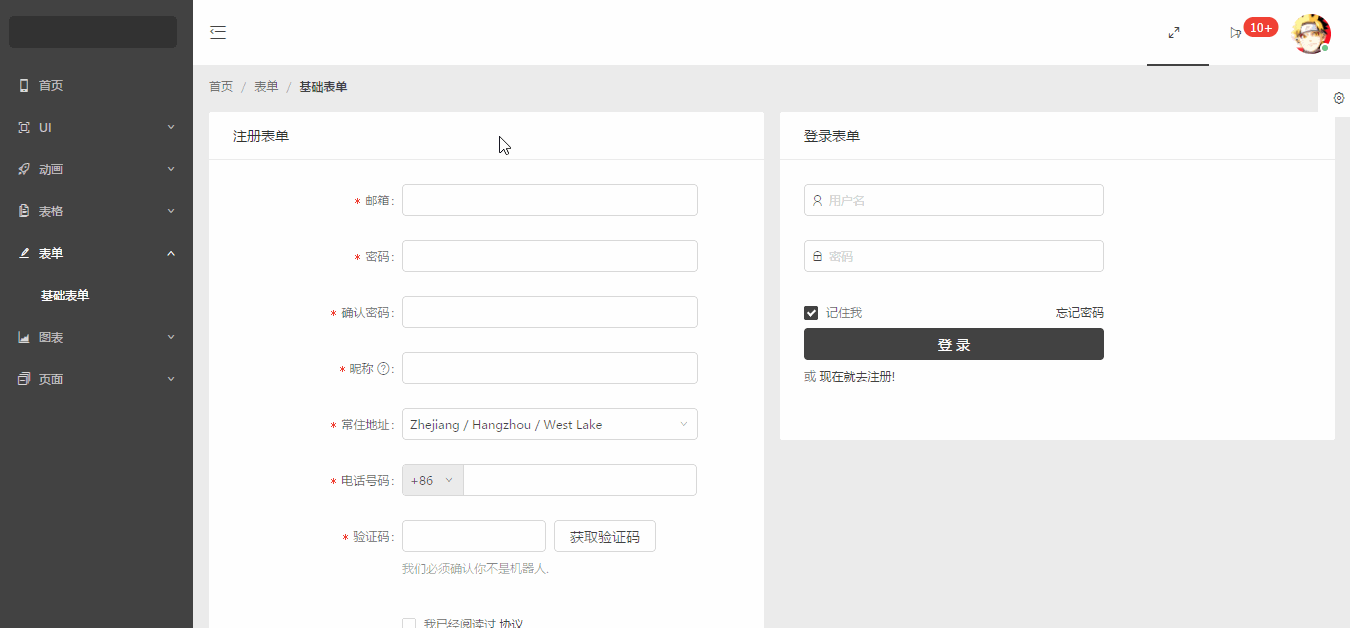 首页
UI
动画
表格
表单
基础表单
图表
页面
10+
首页 / 表单 / 基础表单
注册表单
* 邮箱:
* 密码:
* 确认密码:
* 昵称 ? :
* 常住地址: Zhejiang / Hangzhou / West Lake
* 电话号码: +86
* 验证码: 获取验证码
我们必须确认你不是机器人.
我已经阅读过 协议
登录表单
用户名
密码
记住我 忘记密码
登 录
或 现在就去注册!